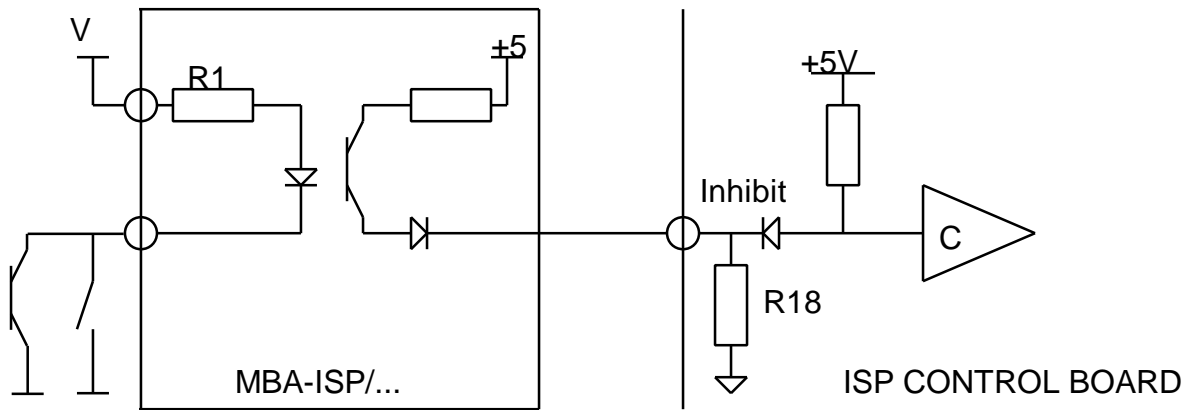 V
+5
R1
+5V
Inhibit
C
R18
MBA-ISP/...
ISP CONTROL BOARD